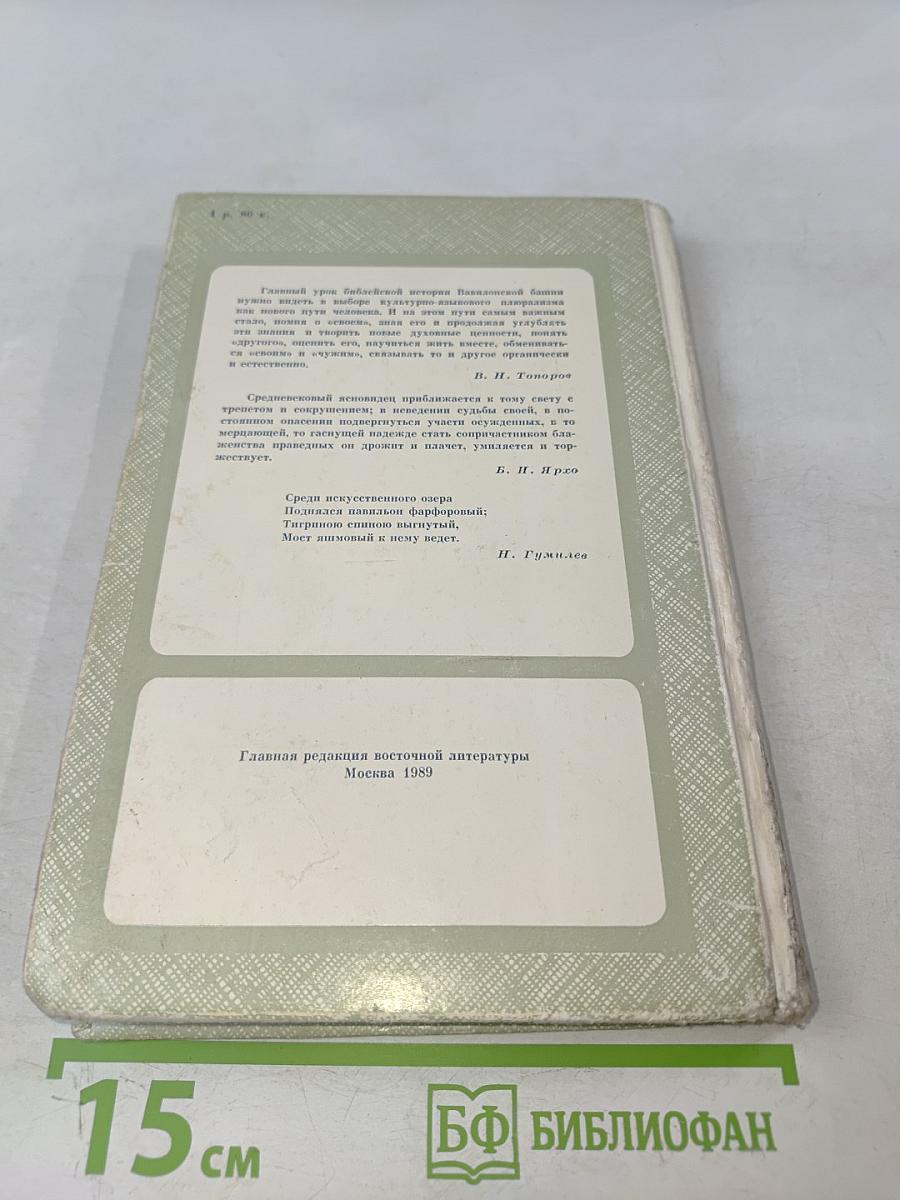 1 р. 80 к.
Главный урок библейской истории Вавилонской башни
нужно видеть в выборе культурно-языкового плюрализма
как нового пути человека. И на этом пути самым важным
стало, помня о «своем», зная его и продолжая углублять
эти знания и творить новые духовные ценности, понять
«другого», оценить его, научиться жить вместе, обменивать-
ся «своим» и «чужим», связывать то и другое органически
и естественно.
В. Н. Топоров
Средневековый ясновидец приближается к тому свету с
трепетом и сокрушением; в неведении судьбы своей, в по-
стоянном опасении подвергнуться участи осужденных, в то
мерцающей, то гаснущей надежде стать сопричастником бла-
женства праведных он дрожит и плачет, умиляется и тор-
жествует.
Б. И. Ярхо
Среди искусственного озера
Поднялся павильон фарфоровый;
Тигриною спиною выгнутый,
Мост яшмовый к нему ведет.
Н. Гумилев
Главная редакция восточной литературы
Москва 1989
15 см
БФ БИБЛИОФАН